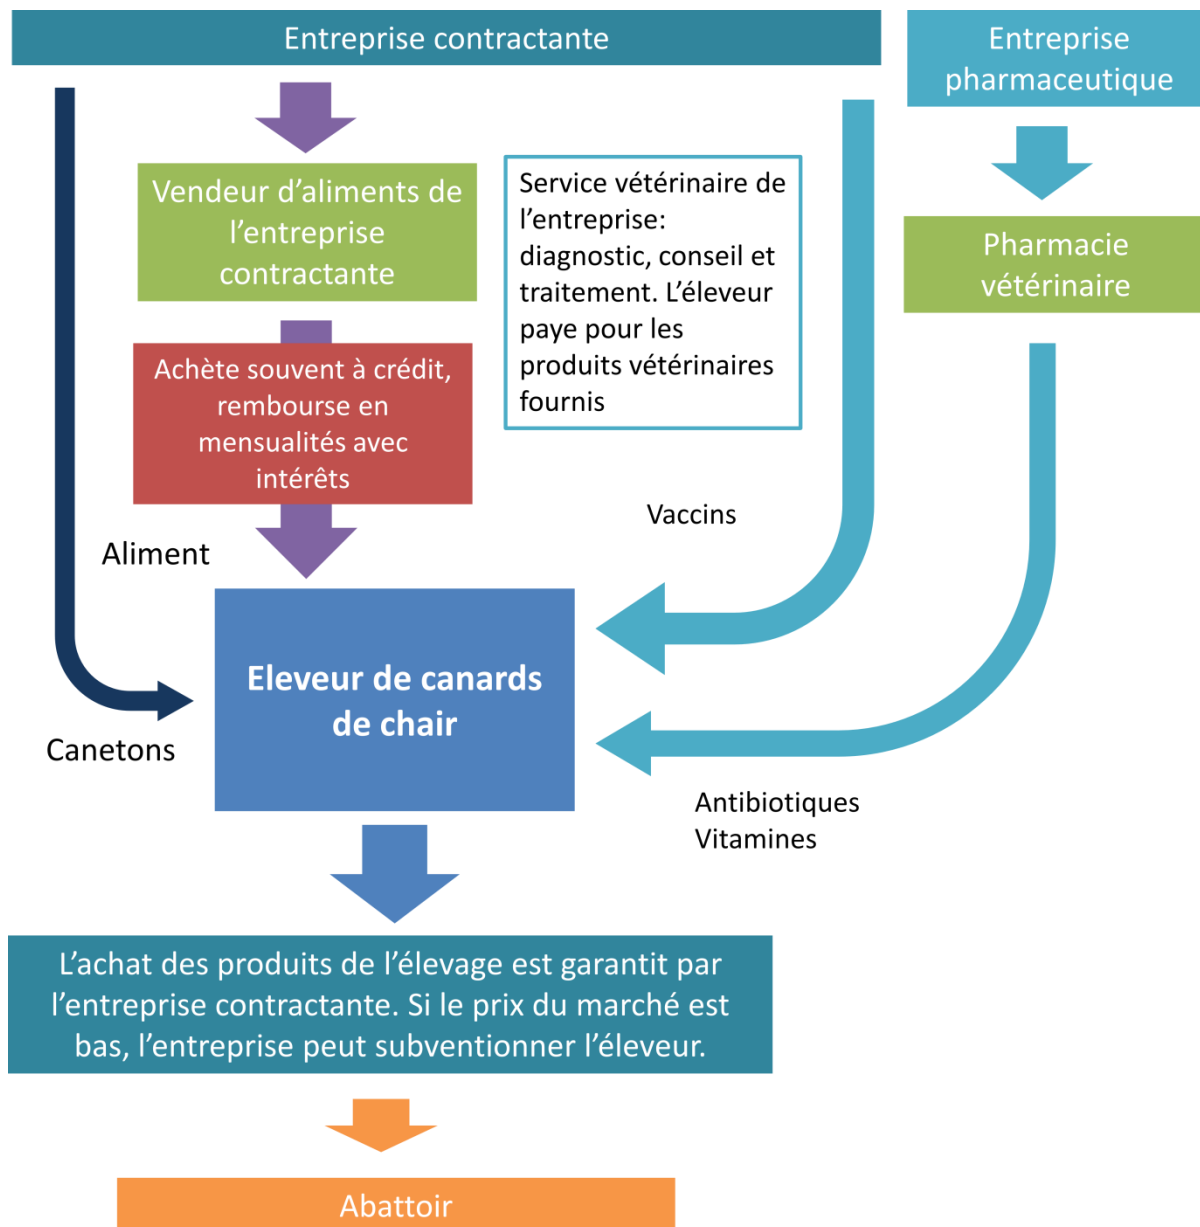 Entreprise contractante
Entreprise
pharmaceutique
Vendeur d’aliments de
l’entreprise
contractante
Service vétérinaire de
l’entreprise:
diagnostic, conseil et
traitement. L’éleveur
paye pour les
produits vétérinaires
fournis
Pharmacie
vétérinaire
Achète souvent à crédit,
rembourse en
mensualités avec
intérêts
Vaccins
Aliment
Eleveur de canards
de chair
Canetons
Antibiotiques
Vitamines
L’achat des produits de l’élevage est garantit par
l’entreprise contractante. Si le prix du marché est
bas, l’entreprise peut subventionner l’éleveur.
Abattoir